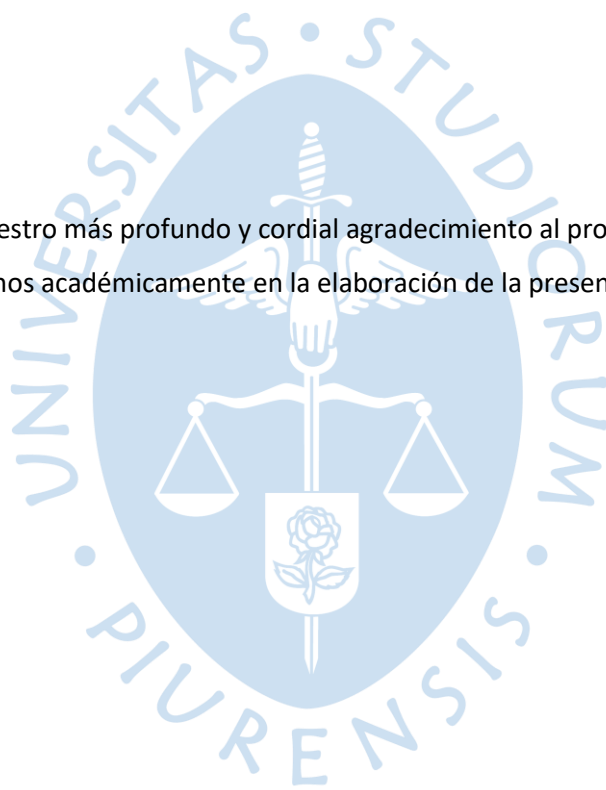 UNIVERSITAS • STUDIORUM
estro más profundo y cordial agradecimiento al pro
nos académicamente en la elaboración de la presen
• PIURENSIS •